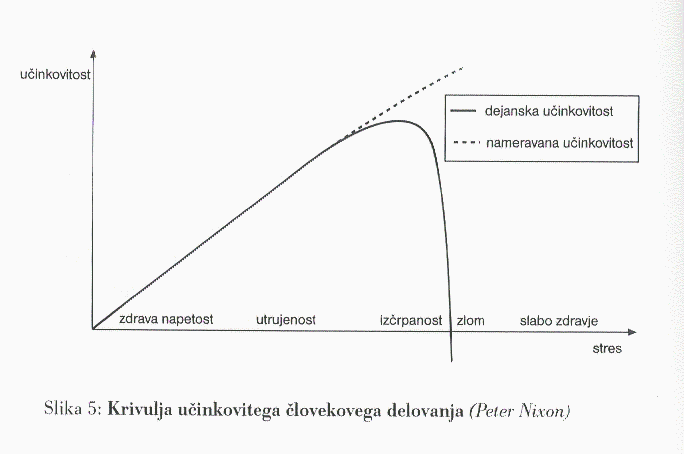 učinkovitost
dejanska učinkovitost
nameravana učinkovitost
zdrava napetost utrujenost izčrpanost zlom slabo zdravje
stres
Slika 5: Krivulja učinkovitega človekovega delovanja (Peter Nixon)